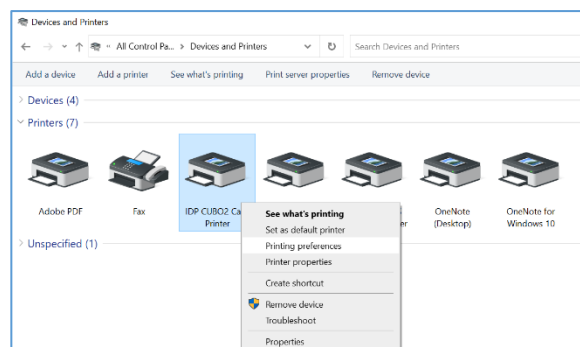 Devices and Printers
All Control Pa... > Devices and Printers
Search Devices and Printers
Add a device Add a printer See what's printing Print server properties Remove device
Devices (4)
Printers (7)
Adobe PDF
Fax
IDP CUBO2 Ca
Printer
OneNote
(Desktop)
OneNote for
Windows 10
See what's printing
Set as default printer
Printing preferences
Printer properties
Create shortcut
Remove device
Troubleshoot
Properties
Unspecified (1)